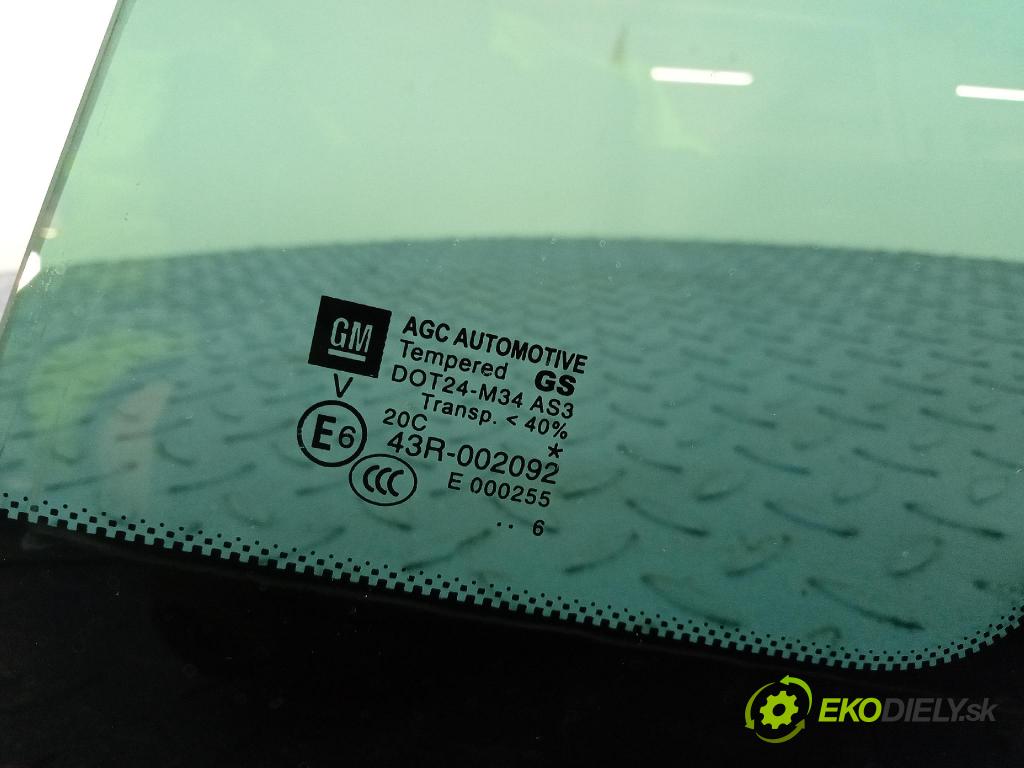 GM
AGC AUTOMOTIVE
Tempered GS
DOT24-M34 AS3
V
Transp. < 40%
20C *
E6 43R-002092
CCC E 000255
.. 6
EKODIELY.sk